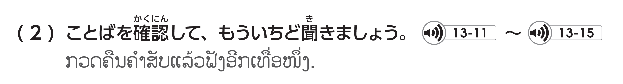 （２）ことばを確認して、もういちど聞きましょう。 13-11 ～ 13-15
ກວດຄືນຄຳສັບແລ້ວຟັງອີກເທື່ອໜຶ່ງ.